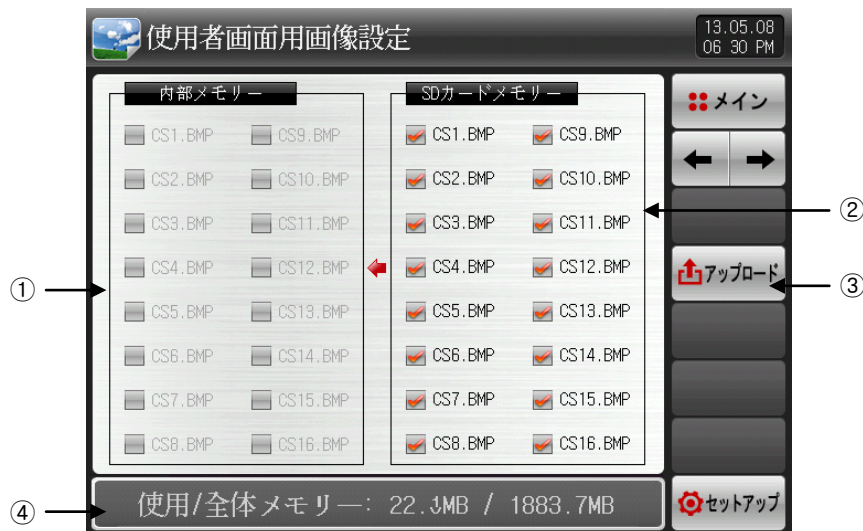 使用者画面用画像設定
13.05.08
06 30 PM
内部メモリー
CS1.BMP CS9.BMP
CS2.BMP CS10.BMP
CS3.BMP CS11.BMP
CS4.BMP CS12.BMP
CS5.BMP CS13.BMP
CS6.BMP CS14.BMP
CS7.BMP CS15.BMP
CS8.BMP CS16.BMP
SDカードメモリー
CS1.BMP CS9.BMP
CS2.BMP CS10.BMP
CS3.BMP CS11.BMP
CS4.BMP CS12.BMP
CS5.BMP CS13.BMP
CS6.BMP CS14.BMP
CS7.BMP CS15.BMP
CS8.BMP CS16.BMP
メイン
アップロード
セットアップ
使用/全体メモリー: / 1883.7MB
①
②
③
④